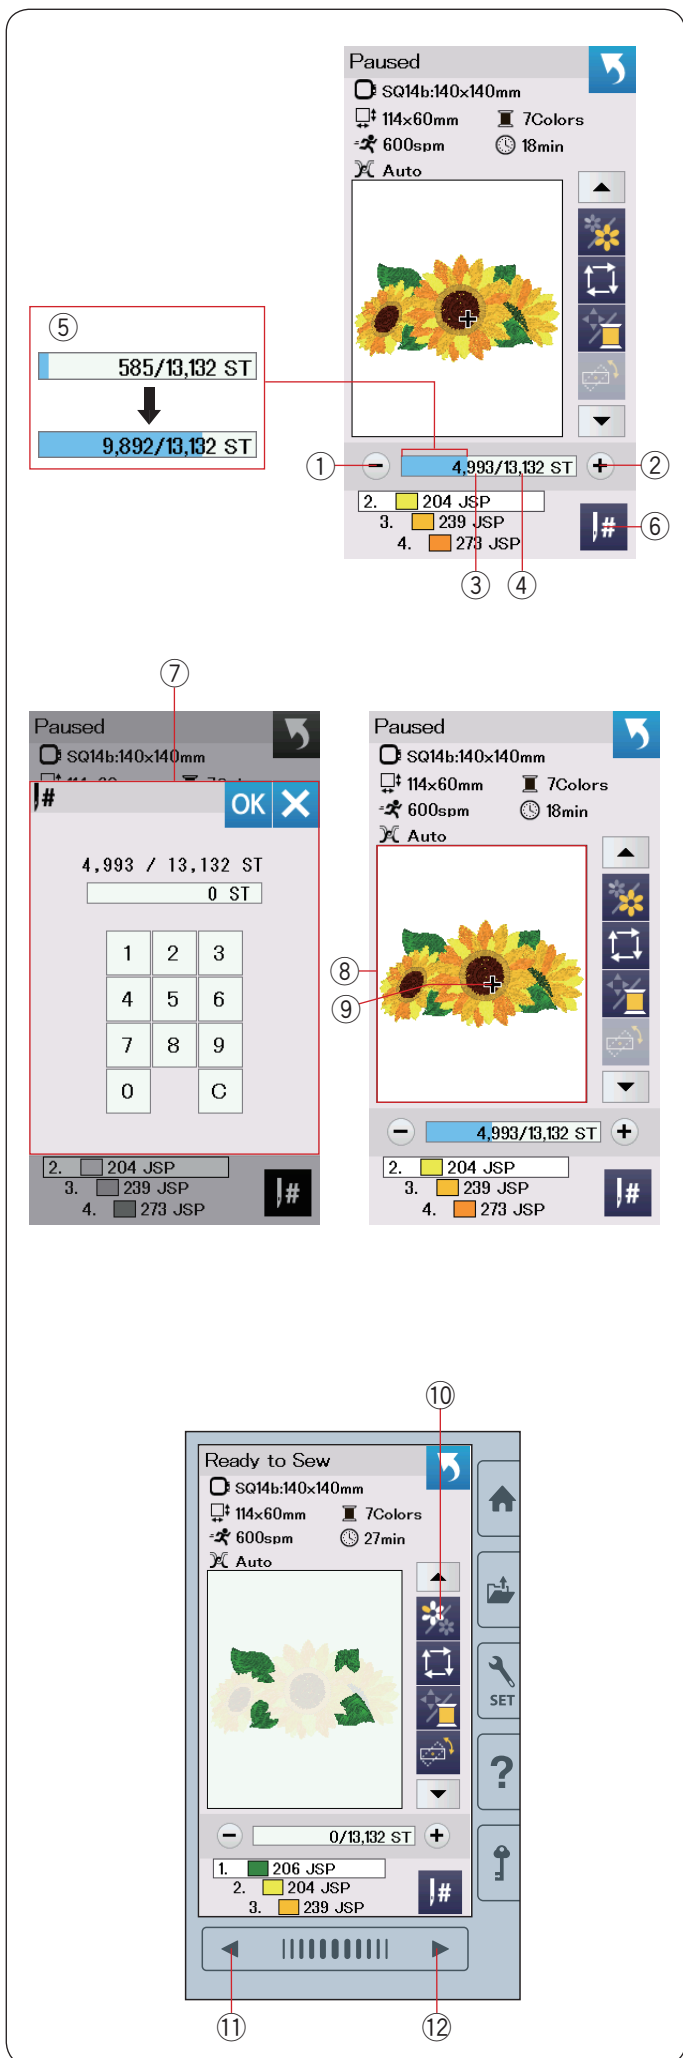 Paused
SQ14b:140x140mm
114x60mm 7Colors
600spm 18min
Auto
⑤
585/13,132 ST
9,892/13,132 ST
① − 4,993/13,132 ST + ②
2. 204 JSP
3. 239 JSP
4. 273 JSP
# ⑥
③ ④
⑦
Paused
SQ14b:140x140mm
#
OK
4,993 / 13,132 ST
0 ST
1 2 3
4 5 6
7 8 9
0 C
2. 204 JSP
3. 239 JSP
4. 273 JSP
#
Paused
SQ14b:140x140mm
114x60mm 7Colors
600spm 18min
Auto
⑧
⑨
− 4,993/13,132 ST +
2. 204 JSP
3. 239 JSP
4. 273 JSP
#
⑩
Ready to Sew
SQ14b:140x140mm
114x60mm 7Colors
600spm 27min
Auto
SET
?
− 0/13,132 ST +
1. 206 JSP
2. 204 JSP
3. 239 JSP
#
⑪ ⑫